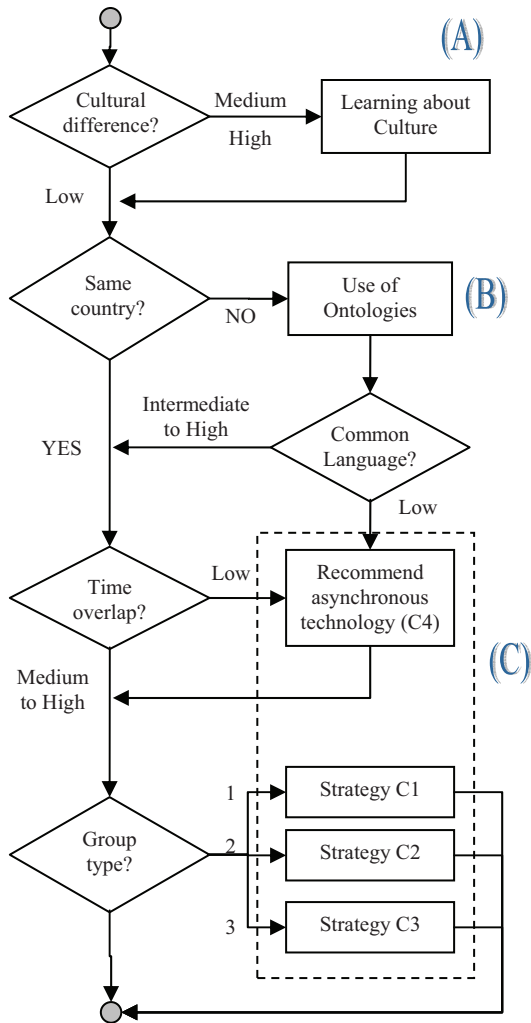 (A)
Cultural
difference?
Medium
High
Learning about
Culture
Low
Same
country?
NO
Use of
Ontologies
(B)
Intermediate
to High
YES
Common
Language?
Low
Time
overlap?
Low
Recommend
asynchronous
technology (C4)
(C)
Medium
to High
Group
type?
1
Strategy C1
2
Strategy C2
3
Strategy C3